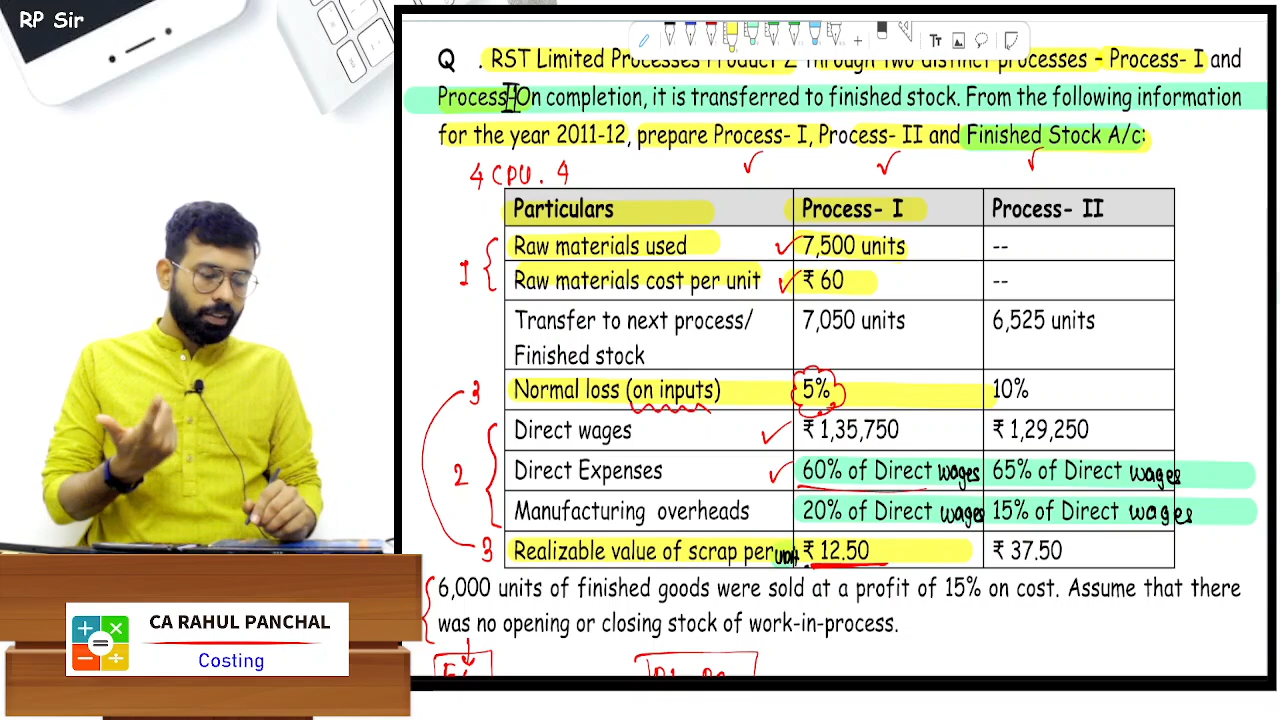 RP Sir
Q . RST Limited Processes Product Z Through Two distinct processes - Process- I and
Process-II On completion, it is transferred to finished stock. From the following information
for the year 2011-12, prepare Process- I, Process- II and Finished Stock A/c:
4 CPU. 4
Particulars Process- I Process- II
1 Raw materials used 7,500 units --
Raw materials cost per unit ₹ 60 --
Transfer to next process/ 7,050 units 6,525 units
Finished stock
3 Normal loss (on inputs) 5% 10%
Direct wages ₹ 1,35,750 ₹ 1,29,250
2 Direct Expenses 60% of Direct wages 65% of Direct wages
Manufacturing overheads 20% of Direct wages 15% of Direct wages
3 Realizable value of scrap per unit ₹ 12.50 ₹ 37.50
6,000 units of finished goods were sold at a profit of 15% on cost. Assume that there
was no opening or closing stock of work-in-process.
CA RAHUL PANCHAL
Costing